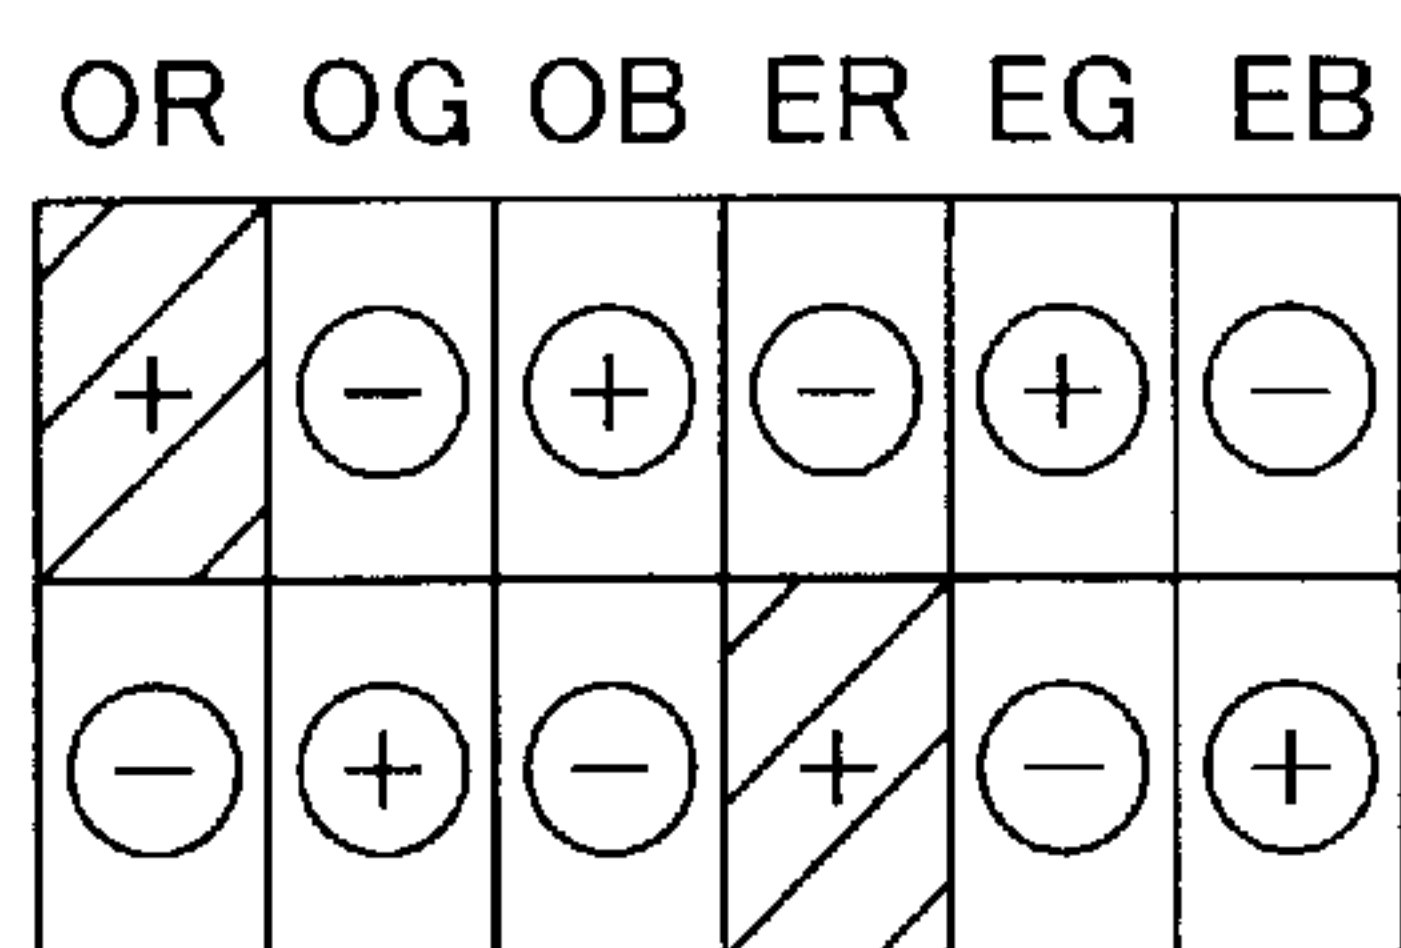 OR OG OB ER EG EB
+ − + − + −
− + − + − +